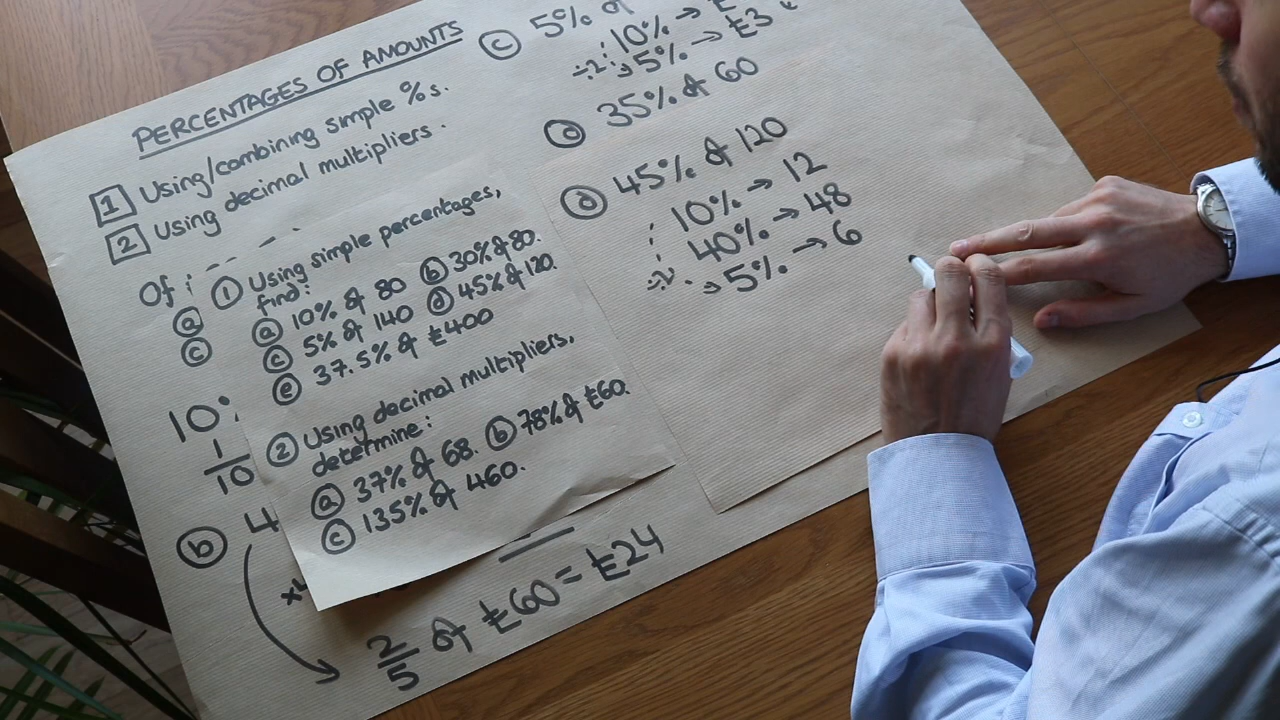 PERCENTAGES OF AMOUNTS
1 Using/combining simple %s.
2 Using decimal multipliers.
Of
a
c
10
1/10
b 4
2/5 of £60 = £24
1 Using simple percentages,
find:
a 10% of 80 b 30% of 80.
c 5% of 140 d 45% of 120.
e 37.5% of £400
2 Using decimal multipliers,
determine:
a 37% of 68. b 78% of £60.
c 135% of 460.
c 5% of
10% → £
÷2 5% → £3
35% of 60
d 45% of 120
10% → 12
40% → 48
÷2 5% → 6